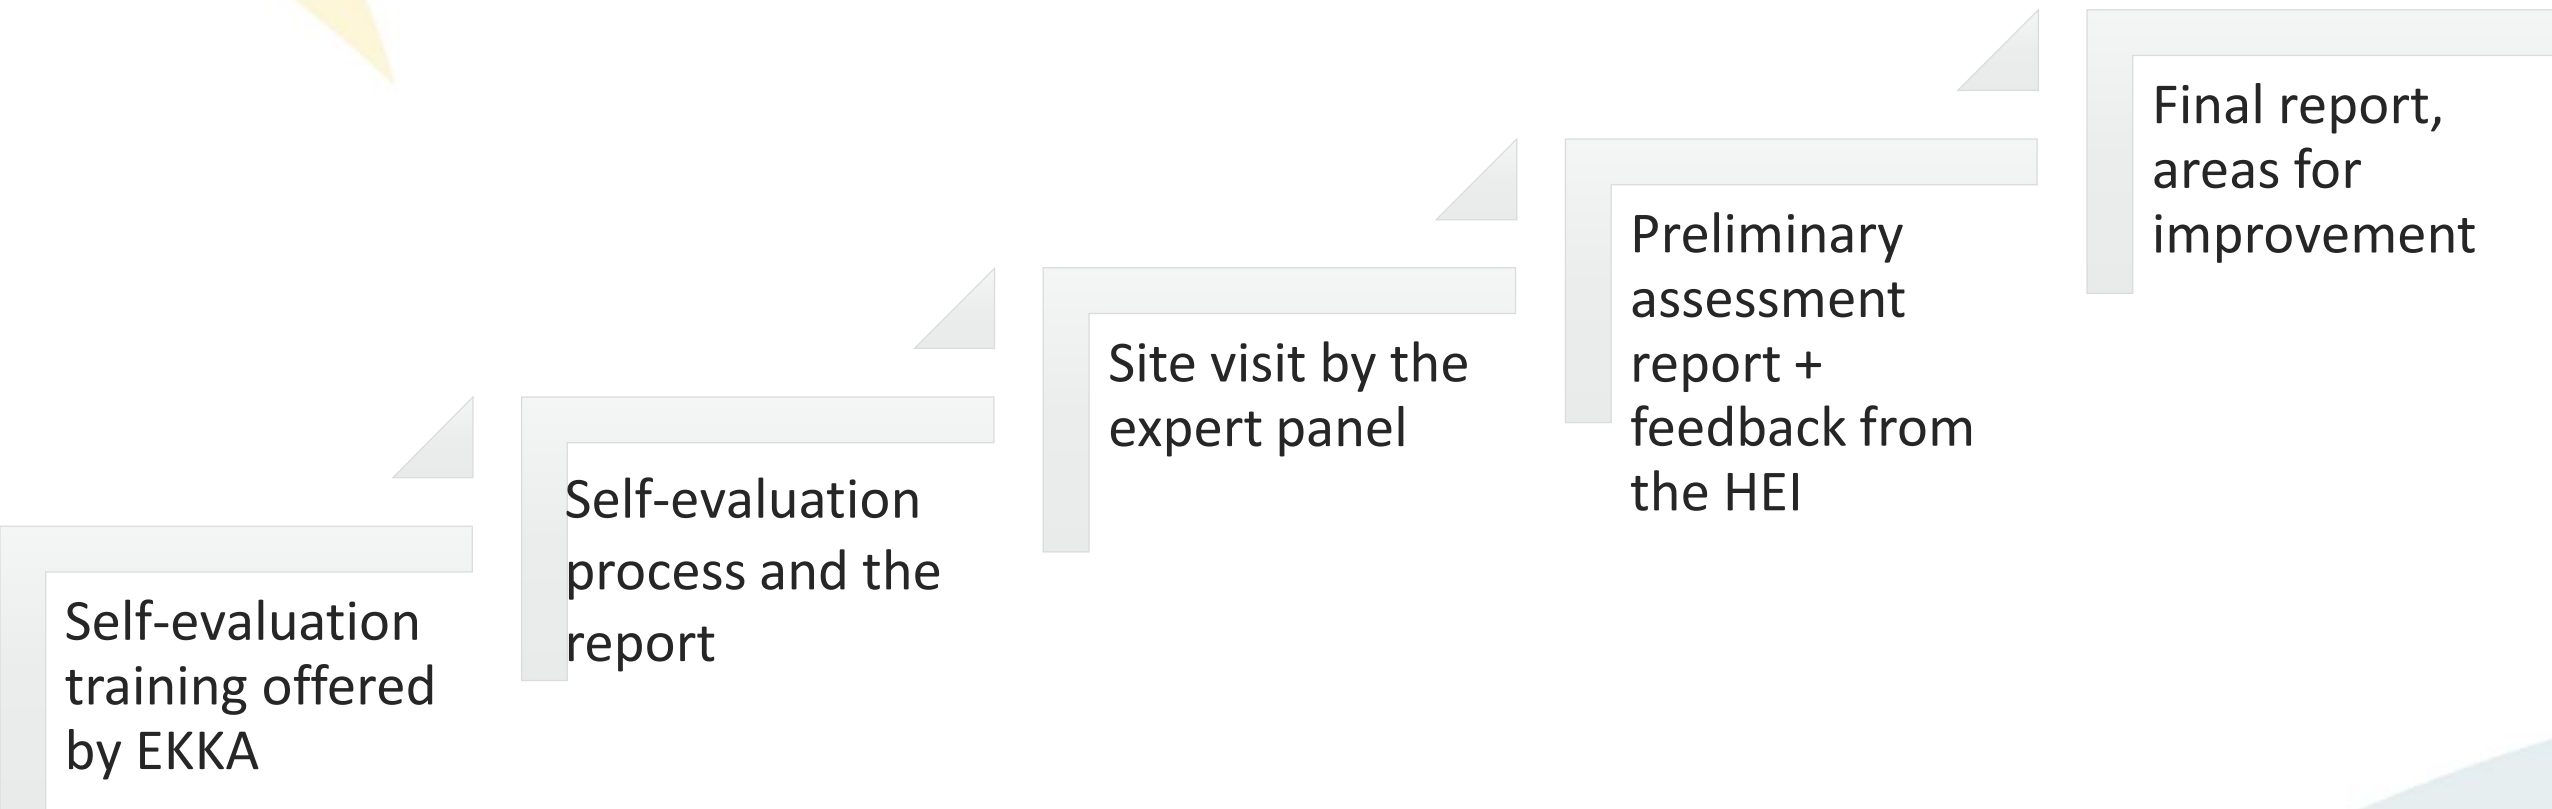 Self-evaluation
training offered
by EKKA
Self-evaluation
process and the
report
Site visit by the
expert panel
Preliminary
assessment
report +
feedback from
the HEI
Final report,
areas for
improvement